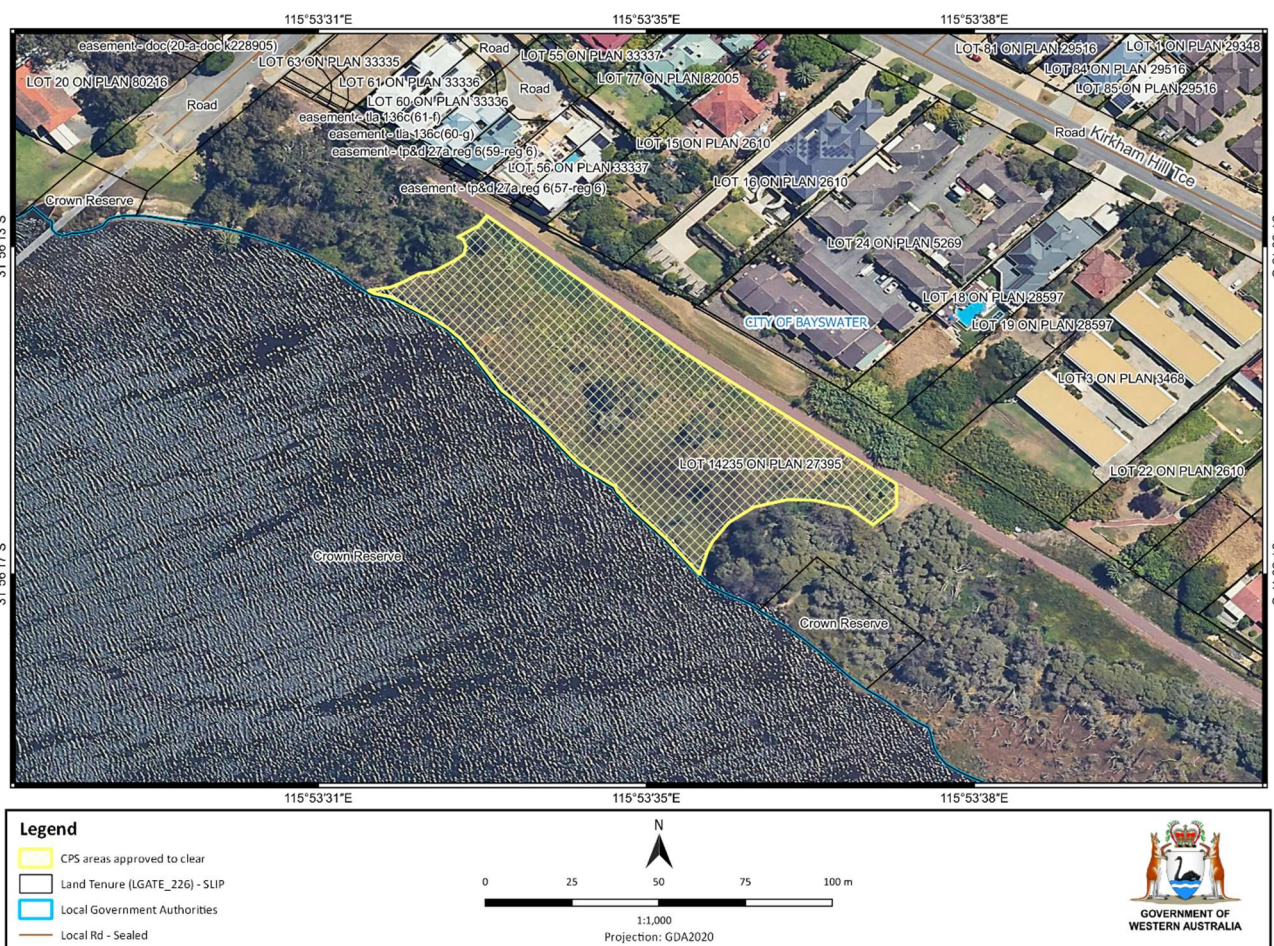 115°53'31"E 115°53'35"E 115°53'38"E
easement - doc(20-a-doc k228905)
LOT 20 ON PLAN 80216
Road
LOT 63 ON PLAN 33335
Road
LOT 61 ON PLAN 33336
LOT 60 ON PLAN 33336
Road
easement - tla 136c(61-f)
easement - tla 136c(60-g)
easement - tp&d 27a reg 6(59-reg 6)
LOT 55 ON PLAN 33337
LOT 77 ON PLAN 82005
LOT 56 ON PLAN 33337
easement - tp&d 27a reg 6(57-reg 6)
LOT 15 ON PLAN 2610
LOT 16 ON PLAN 2610
LOT 81 ON PLAN 29516
LOT 1 ON PLAN 29348
LOT 84 ON PLAN 29516
LOT 85 ON PLAN 29516
Road Kirkham Hill Tce
Crown Reserve
LOT 24 ON PLAN 5269
LOT 18 ON PLAN 28597
CITY OF BAYSWATER
LOT 19 ON PLAN 28597
LOT 3 ON PLAN 3468
LOT 14235 ON PLAN 27395
LOT 22 ON PLAN 2610
Crown Reserve
Crown Reserve
115°53'31"E 115°53'35"E 115°53'38"E
Legend
CPS areas approved to clear
Land Tenure (LGATE_226) - SLIP
Local Government Authorities
Local Rd - Sealed
N
0 25 50 75 100 m
1:1,000
Projection: GDA2020
GOVERNMENT OF
WESTERN AUSTRALIA